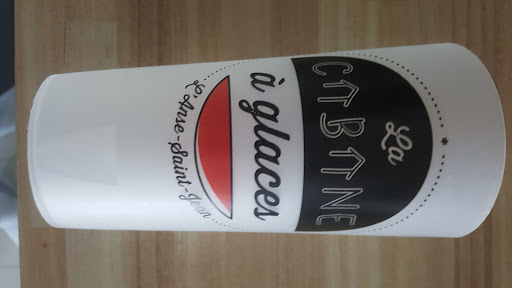 La
CABANE
à glaces
L'Anse-Saint-Jean